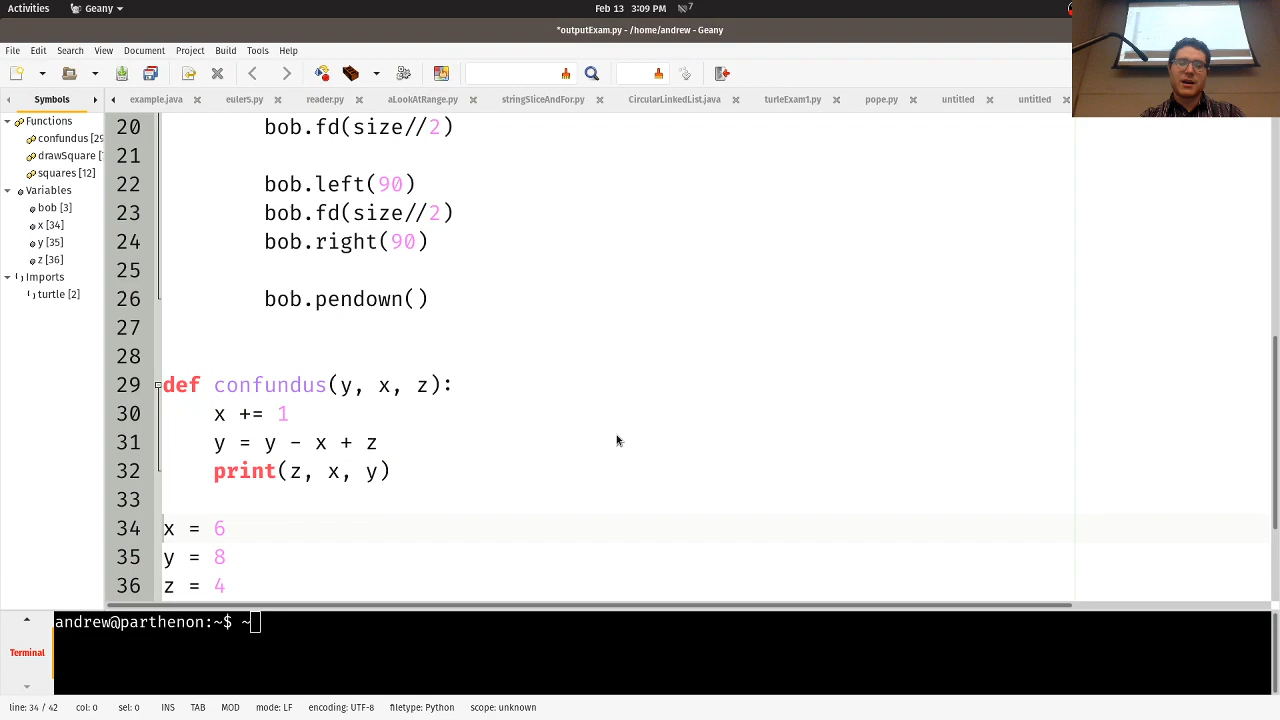 Activities Geany Feb 13 3:09 PM 7
*outputExam.py - /home/andrew - Geany
File Edit Search View Document Project Build Tools Help
Symbols example.java euler5.py reader.py aLookAtRange.py stringSliceAndFor.py CircularLinkedList.java turleExam1.py pope.py untitled untitled
Functions
confundus [29
drawSquare [
squares [12]
Variables
bob [3]
x [34]
y [35]
z [36]
Imports
turtle [2]
20 bob.fd(size//2)
21
22 bob.left(90)
23 bob.fd(size//2)
24 bob.right(90)
25
26 bob.pendown()
27
28
29 def confundus(y, x, z):
30 x += 1
31 y = y - x + z
32 print(z, x, y)
33
34 x = 6
35 y = 8
36 z = 4
Terminal
andrew@parthenon:~$ ~
line: 34 / 42 col: 0 sel: 0 INS TAB MOD mode: LF encoding: UTF-8 filetype: Python scope: unknown